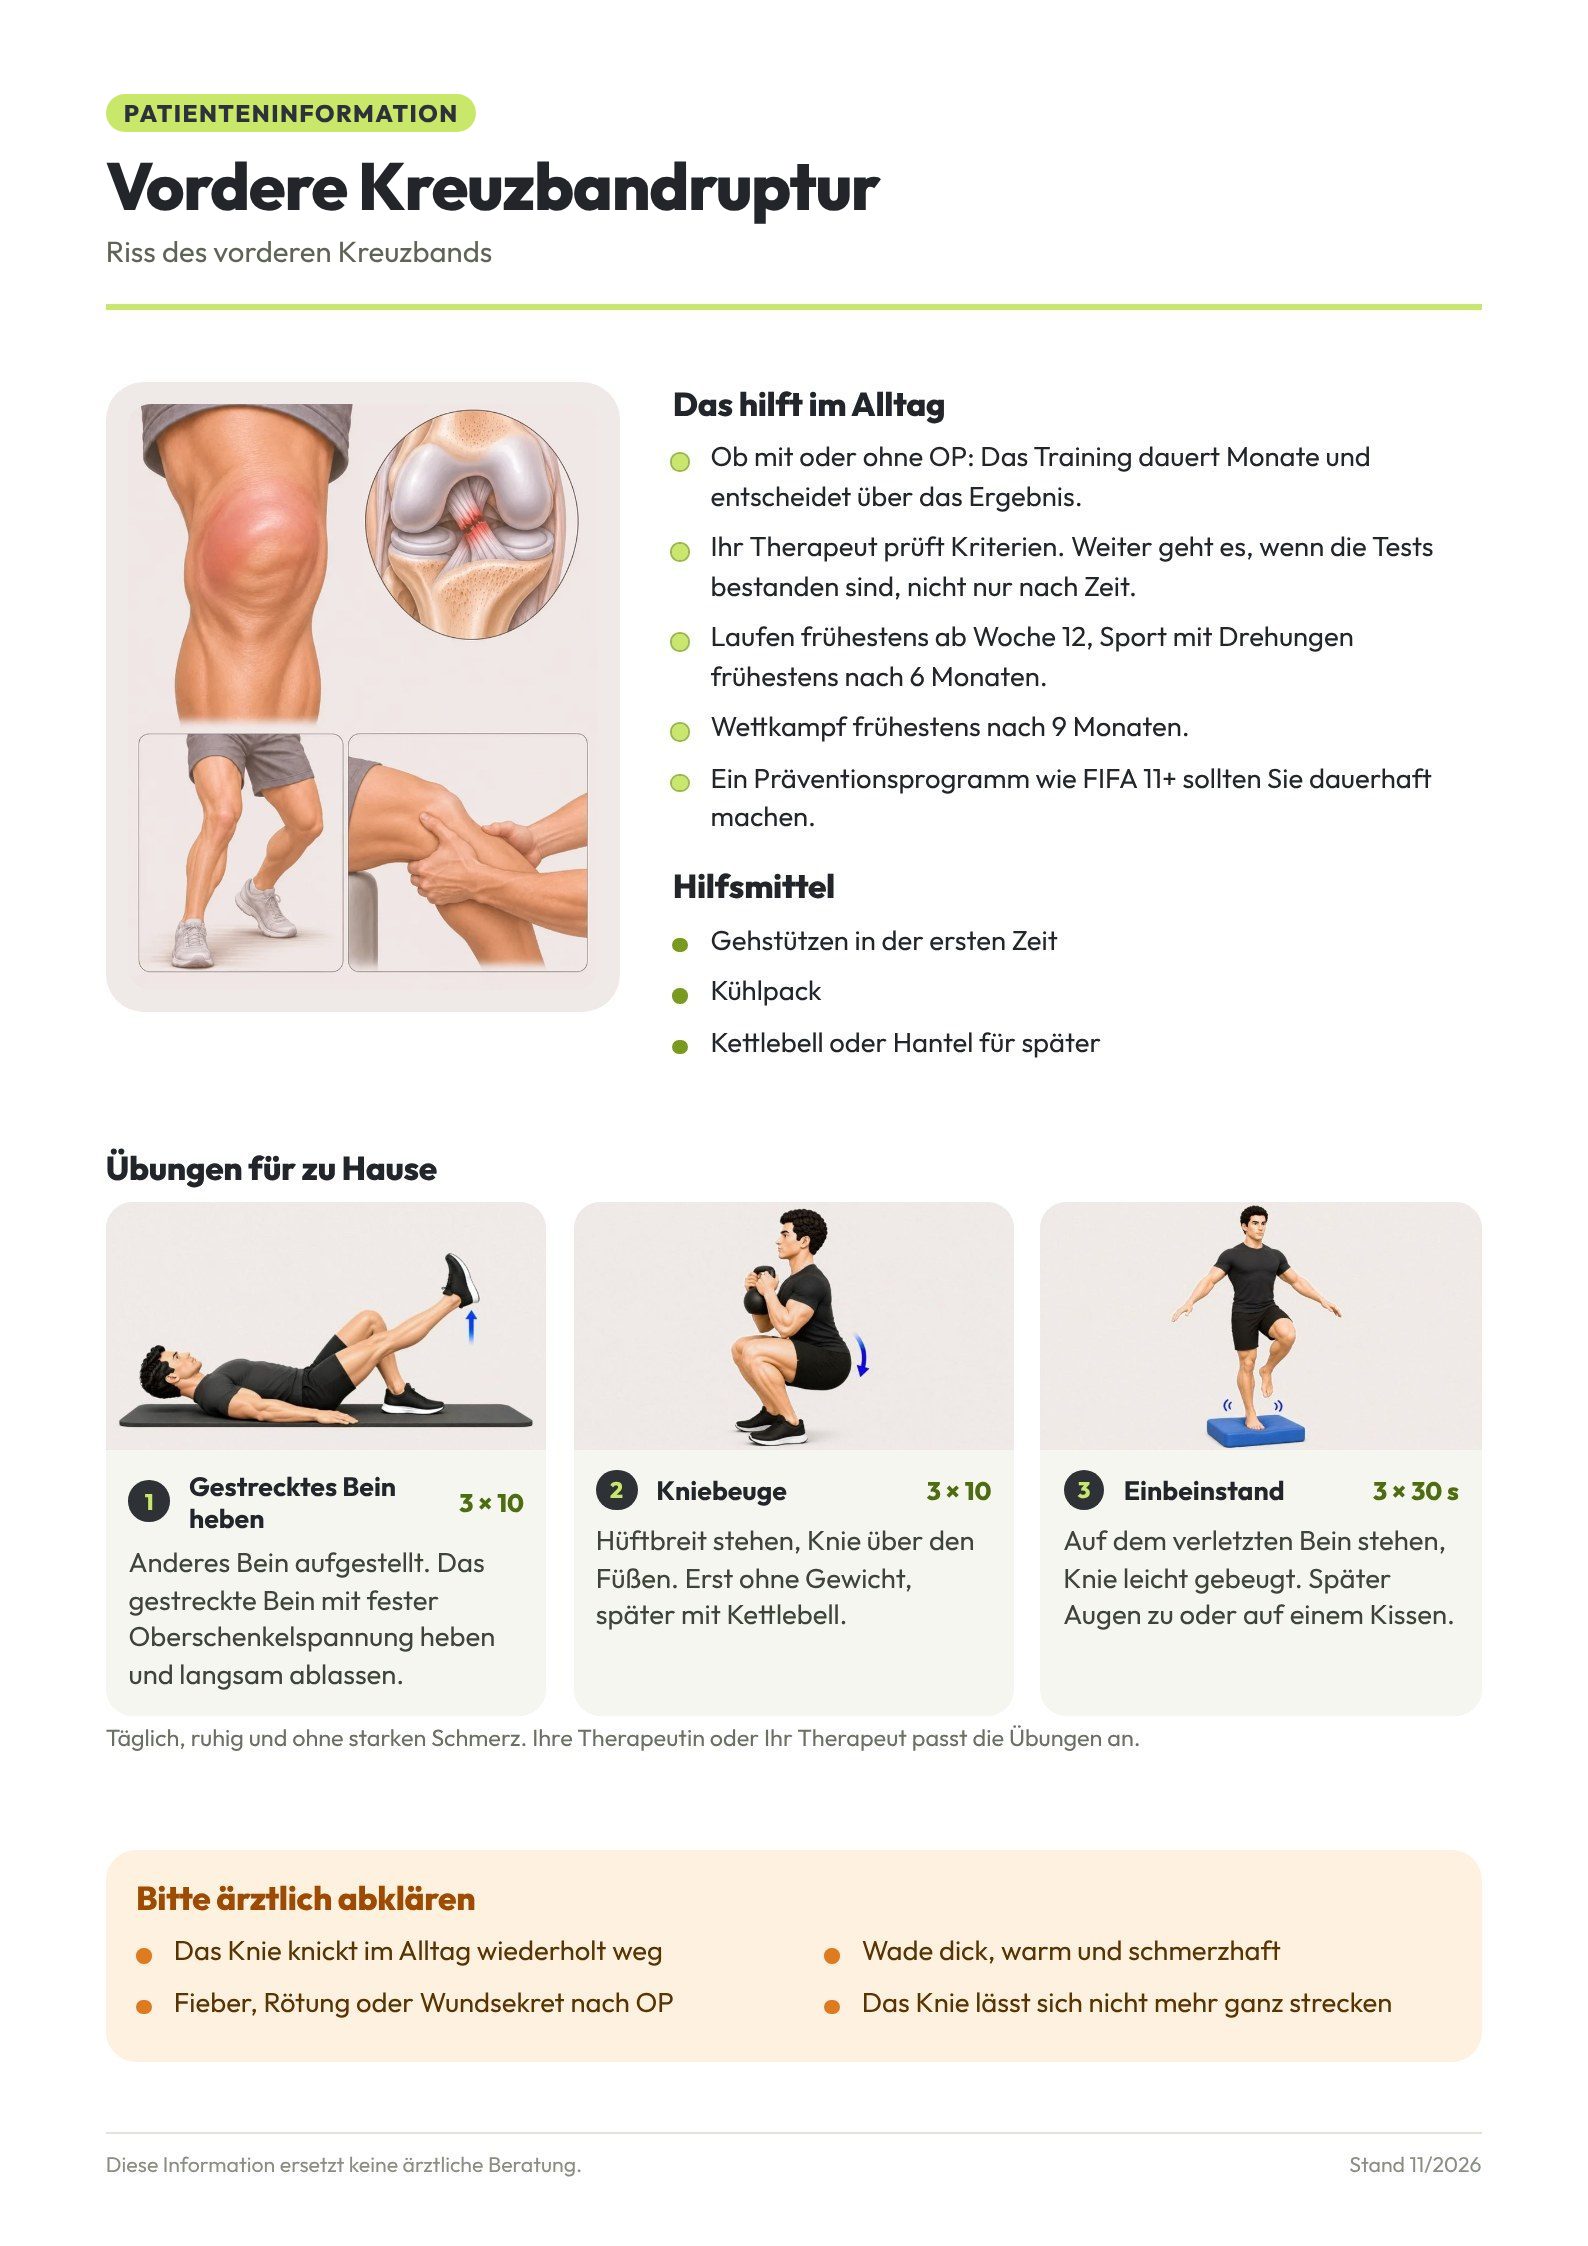 PATIENTENINFORMATION
Vordere Kreuzbandruptur
Riss des vorderen Kreuzbands
Das hilft im Alltag
Ob mit oder ohne OP: Das Training dauert Monate und
entscheidet über das Ergebnis.
Ihr Therapeut prüft Kriterien. Weiter geht es, wenn die Tests
bestanden sind, nicht nur nach Zeit.
Laufen frühestens ab Woche 12, Sport mit Drehungen
frühestens nach 6 Monaten.
Wettkampf frühestens nach 9 Monaten.
Ein Präventionsprogramm wie FIFA 11+ sollten Sie dauerhaft
machen.
Hilfsmittel
Gehstützen in der ersten Zeit
Kühlpack
Kettlebell oder Hantel für später
Übungen für zu Hause
1 Gestrecktes Bein
heben 3 × 10
Anderes Bein aufgestellt. Das
gestreckte Bein mit fester
Oberschenkelspannung heben
und langsam ablassen.
2 Kniebeuge 3 × 10
Hüftbreit stehen, Knie über den
Füßen. Erst ohne Gewicht,
später mit Kettlebell.
3 Einbeinstand 3 × 30 s
Auf dem verletzten Bein stehen,
Knie leicht gebeugt. Später
Augen zu oder auf einem Kissen.
Täglich, ruhig und ohne starken Schmerz. Ihre Therapeutin oder Ihr Therapeut passt die Übungen an.
Bitte ärztlich abklären
Das Knie knickt im Alltag wiederholt weg
Fieber, Rötung oder Wundsekret nach OP
Wade dick, warm und schmerzhaft
Das Knie lässt sich nicht mehr ganz strecken
Diese Information ersetzt keine ärztliche Beratung.
Stand 11/2026